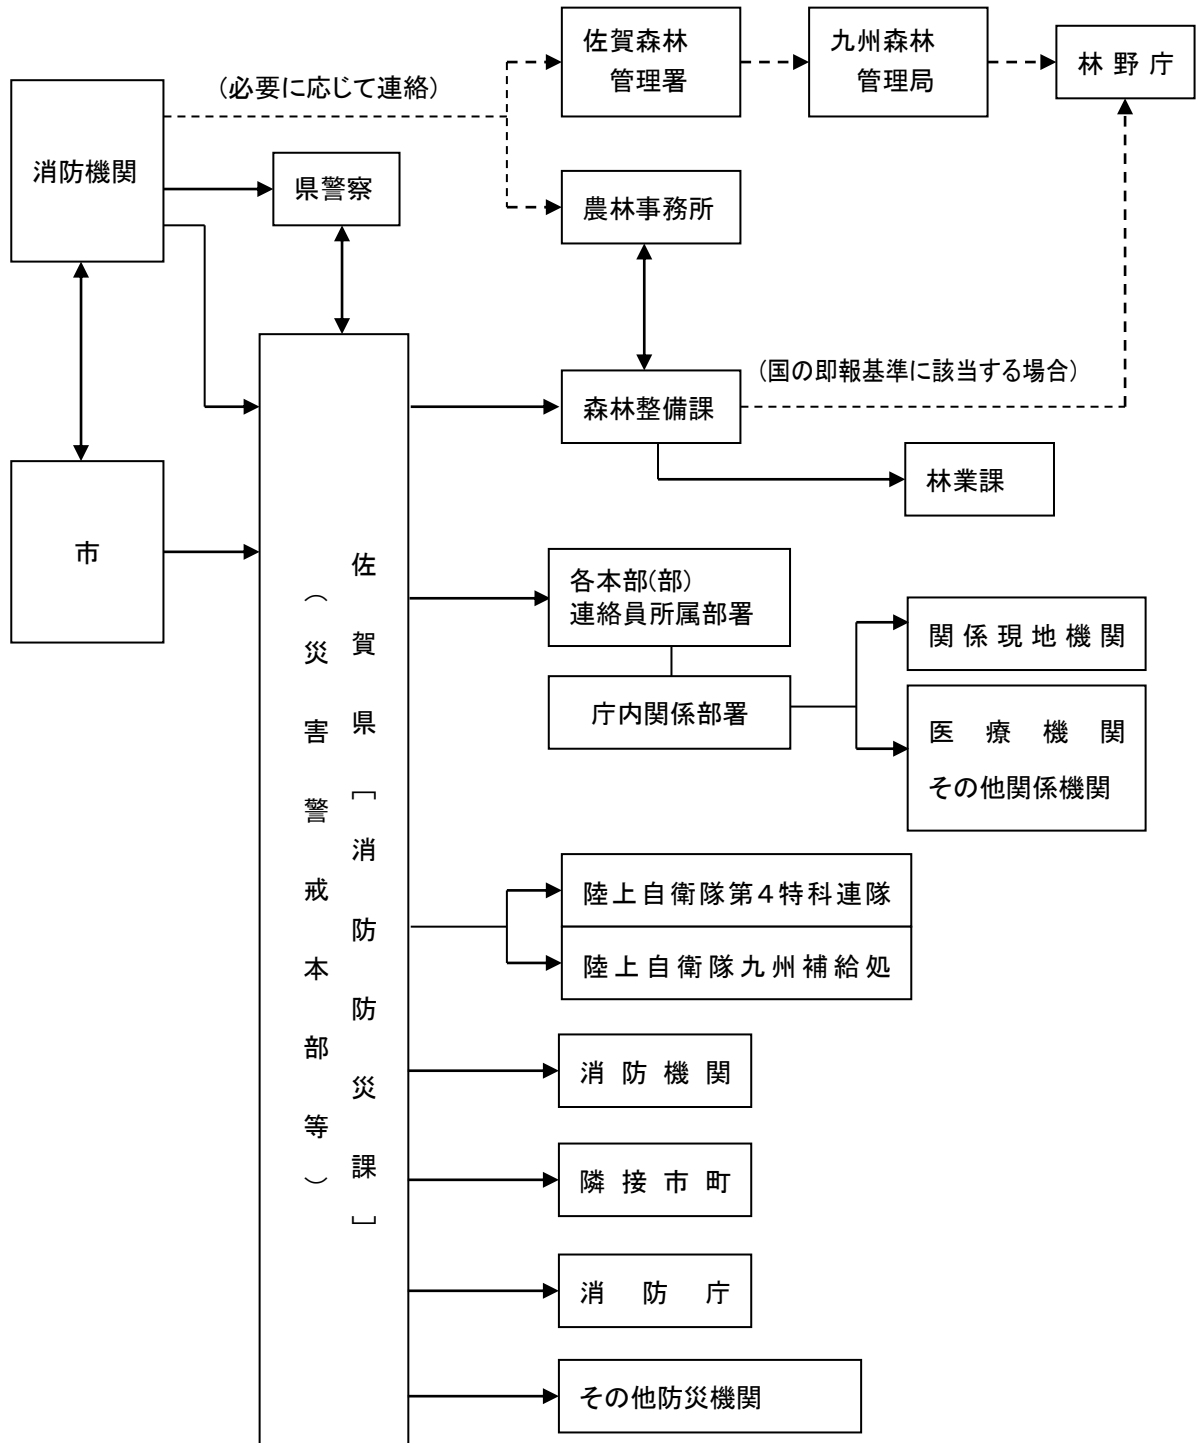 佐賀森林
管理署
九州森林
管理局
林野庁
(必要に応じて連絡)
消防機関
県警察
農林事務所
(国の即報基準に該当する場合)
森林整備課
林業課
市
佐賀県[消防防災課]
(災害警戒本部等)
各本部(部)
連絡員所属部署
関係現地機関
庁内関係部署
医療機関
その他関係機関
陸上自衛隊第4特科連隊
陸上自衛隊九州補給処
消防機関
隣接市町
消防庁
その他防災機関